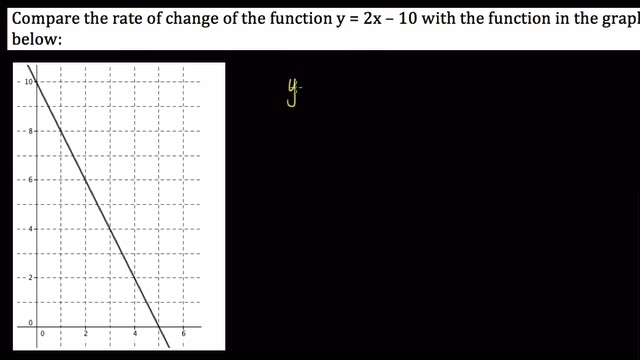 Compare the rate of change of the function y = 2x – 10 with the function in the grap
below:
y
10
8
6
4
2
0
0 2 4 6